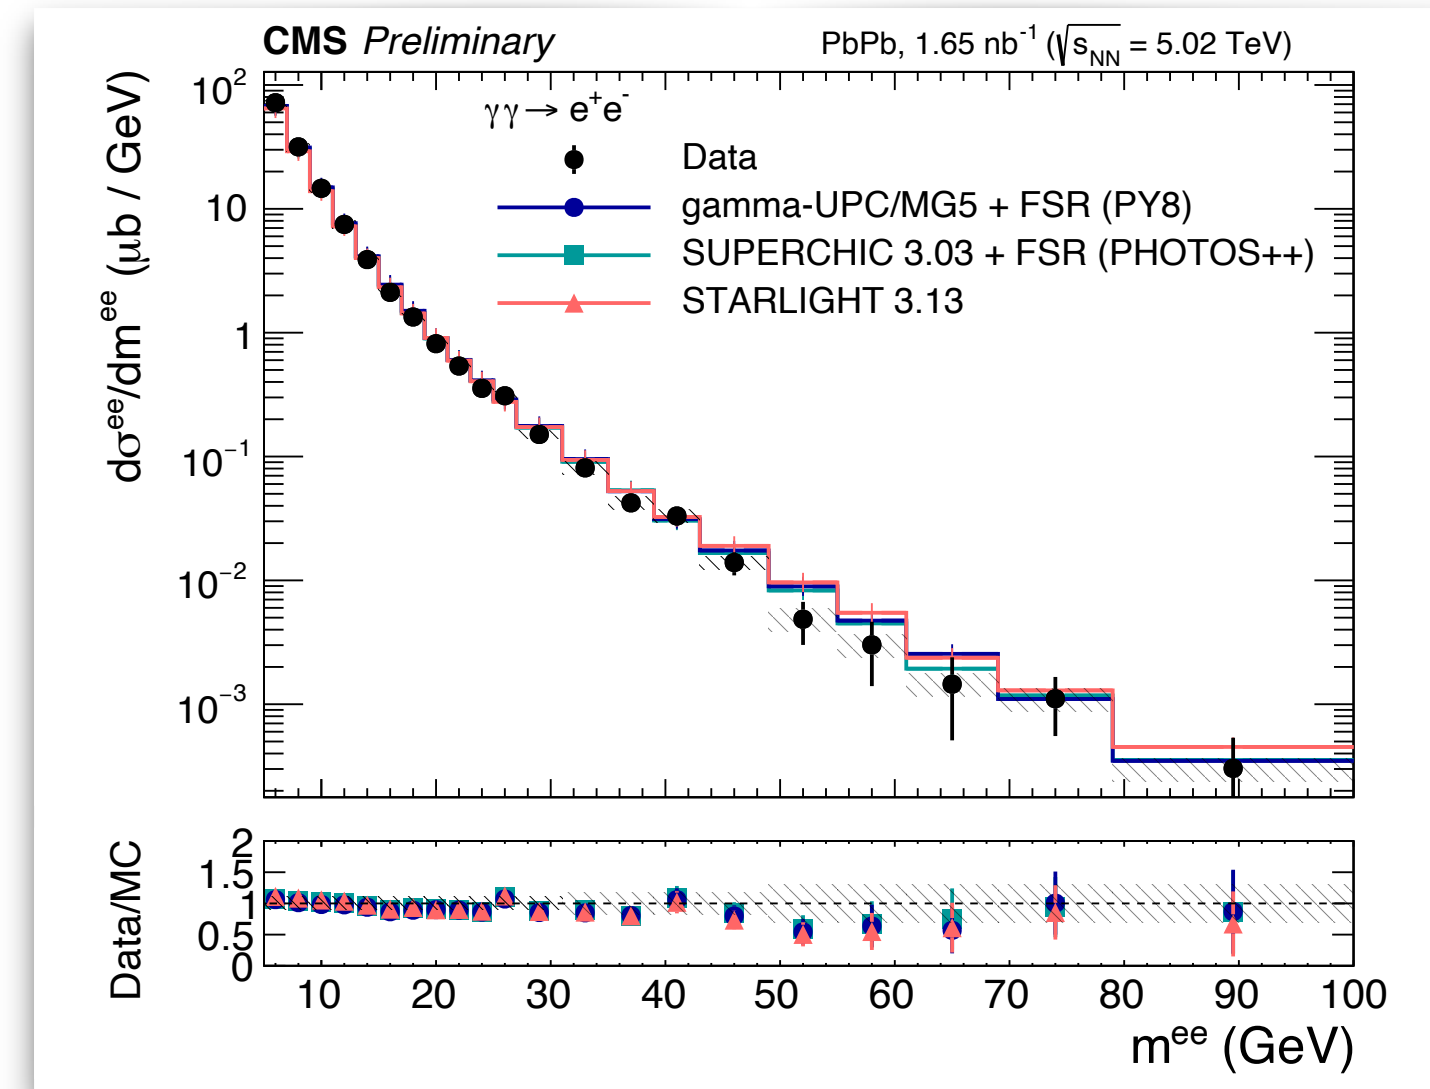 CMS Preliminary
PbPb, 1.65 nb⁻¹ (√s_NN = 5.02 TeV)
γγ → e⁺e⁻
Data
gamma-UPC/MG5 + FSR (PY8)
SUPERCHIC 3.03 + FSR (PHOTOS++)
STARLIGHT 3.13
dσᵉᵉ/dmᵉᵉ (μb / GeV)
10²
10
1
10⁻¹
10⁻²
10⁻³
Data/MC
2
1.5
1
0.5
0
10 20 30 40 50 60 70 80 90 100
mᵉᵉ (GeV)